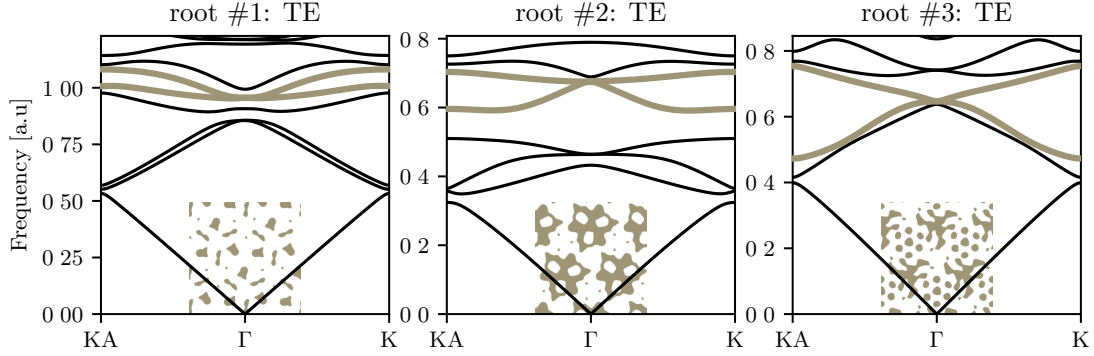 root #1: TE
root #2: TE
root #3: TE
Frequency [a.u]
1 00
0 75
0 50
0 25
0 00
KA
Γ
K
0 8
0 6
0 4
0 2
0 0
KA
Γ
K
0 8
0 6
0 4
0 2
0 0
KA
Γ
K